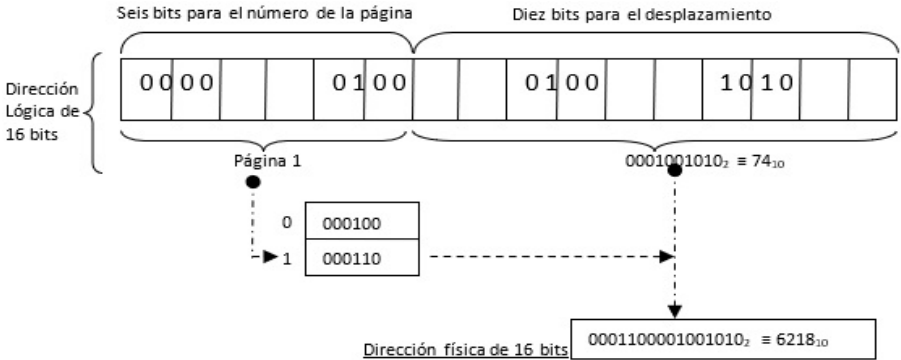 Seis bits para el número de la página
Diez bits para el desplazamiento
Dirección
Lógica de
16 bits
0 0 0 0 0 1 0 0 0 1 0 0 1 0 1 0
Página 1
0001001010₂ ≡ 74₁₀
0 000100
1 000110
Dirección física de 16 bits
0001100001001010₂ ≡ 6218₁₀